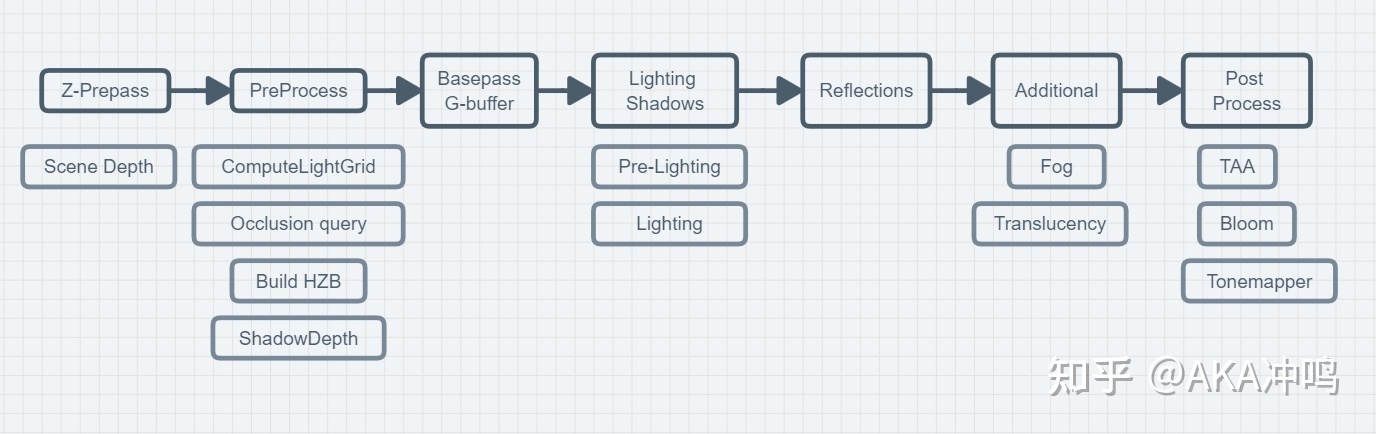 Z-Prepass
PreProcess
Basepass
G-buffer
Lighting
Shadows
Reflections
Additional
Post
Process
Scene Depth
ComputeLightGrid
Pre-Lighting
Fog
TAA
Occlusion query
Lighting
Translucency
Bloom
Build HZB
Tonemapper
ShadowDepth
知乎 @AKA冲鸣